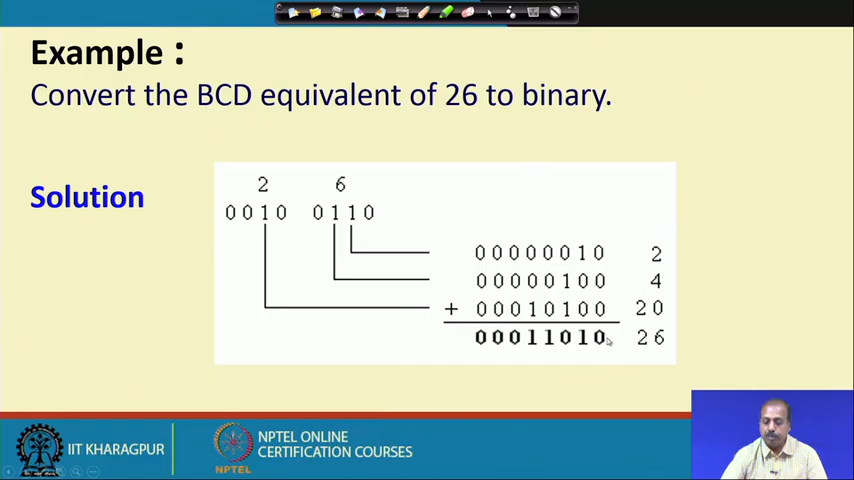 Example :
Convert the BCD equivalent of 26 to binary.
Solution
2 6
0010 0110
00000010 2
00000100 4
+ 00010100 20
00011010 26
IIT KHARAGPUR
NPTEL
NPTEL ONLINE
CERTIFICATION COURSES